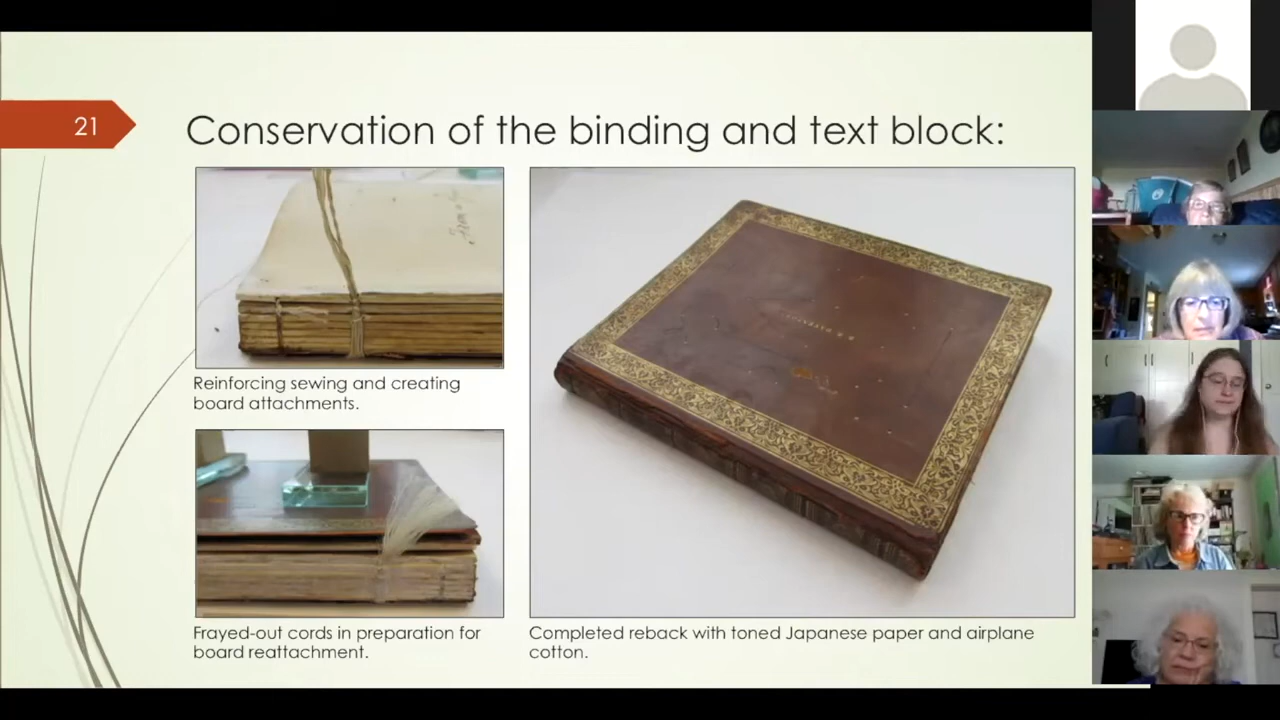 21
Conservation of the binding and text block:
Reinforcing sewing and creating
board attachments.
Frayed-out cords in preparation for
board reattachment.
Completed reback with toned Japanese paper and airplane
cotton.